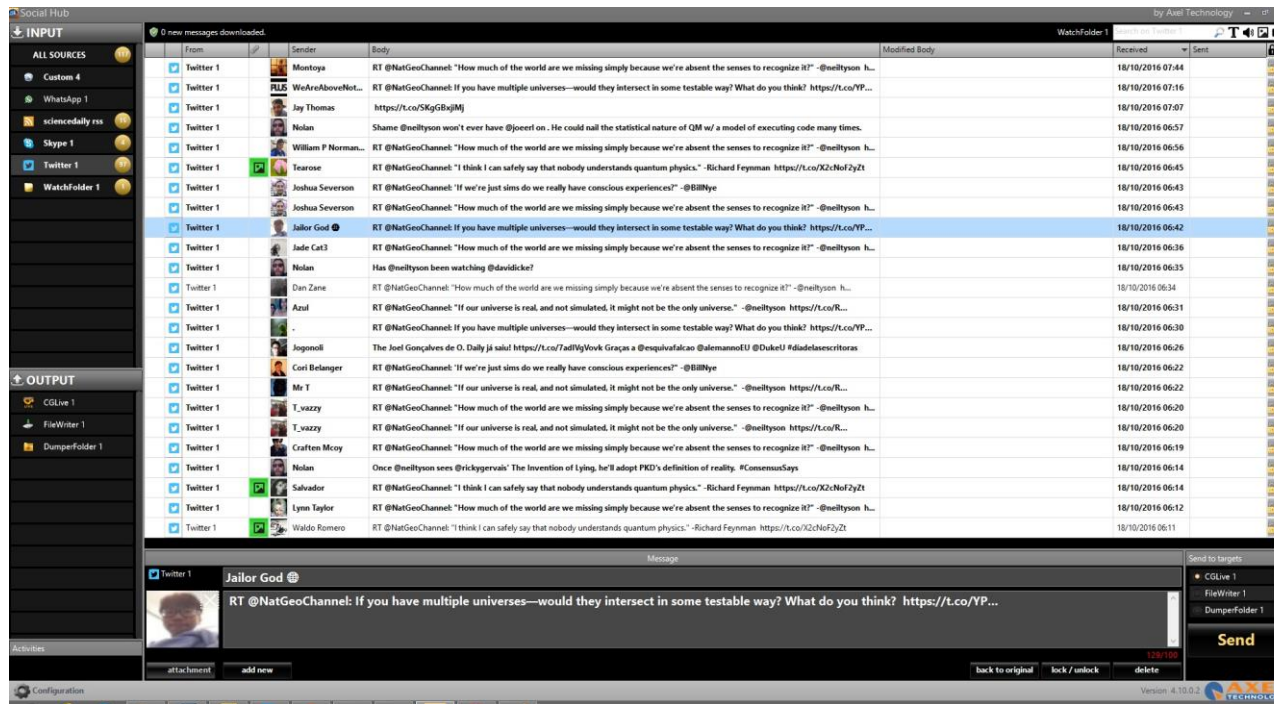 Social Hub
by Axel Technology
INPUT
0 new messages downloaded.
WatchFolder 1
ALL SOURCES
Custom 4
WhatsApp 1
sciencedaily rss
Skype 1
Twitter 1
WatchFolder 1
From Sender Body Modified Body Received Sent
Twitter 1 Montoya RT @NatGeoChannel: "How much of the world are we missing simply because we're absent the senses to recognize it?" -@neiltyson h... 18/10/2016 07:44
Twitter 1 WeAreAboveNot... RT @NatGeoChannel: If you have multiple universes—would they intersect in some testable way? What do you think? https://t.co/YP... 18/10/2016 07:16
Twitter 1 Jay Thomas https://t.co/SKgGBxjiMj 18/10/2016 07:07
Twitter 1 Nolan Shame @neiltyson won't ever have @joeerl on . He could nail the statistical nature of QM w/ a model of executing code many times. 18/10/2016 06:57
Twitter 1 William P Norman... RT @NatGeoChannel: "How much of the world are we missing simply because we're absent the senses to recognize it?" -@neiltyson h... 18/10/2016 06:56
Twitter 1 Tearose RT @NatGeoChannel: "I think I can safely say that nobody understands quantum physics." -Richard Feynman https://t.co/X2cNoF2yZt 18/10/2016 06:45
Twitter 1 Joshua Severson RT @NatGeoChannel: 'If we're just sims do we really have conscious experiences?" -@BillNye 18/10/2016 06:43
Twitter 1 Joshua Severson RT @NatGeoChannel: "How much of the world are we missing simply because we're absent the senses to recognize it?" -@neiltyson h... 18/10/2016 06:43
Twitter 1 Jailor God RT @NatGeoChannel: If you have multiple universes—would they intersect in some testable way? What do you think? https://t.co/YP... 18/10/2016 06:42
Twitter 1 Jade Cat3 RT @NatGeoChannel: "How much of the world are we missing simply because we're absent the senses to recognize it?" -@neiltyson h... 18/10/2016 06:36
Twitter 1 Nolan Has @neiltyson been watching @davidicke? 18/10/2016 06:35
Twitter 1 Dan Zane RT @NatGeoChannel: "How much of the world are we missing simply because we're absent the senses to recognize it?" -@neiltyson h... 18/10/2016 06:34
Twitter 1 Azul RT @NatGeoChannel: "If our universe is real, and not simulated, it might not be the only universe." -@neiltyson https://t.co/R... 18/10/2016 06:31
Twitter 1 . RT @NatGeoChannel: If you have multiple universes—would they intersect in some testable way? What do you think? https://t.co/YP... 18/10/2016 06:30
Twitter 1 Jogonoli The Joel Gonçalves de O. Daily já saiu! https://t.co/7adIVgVovk Graças a @esquivafalcao @alemannoEU @DukeU #díadelasescritoras 18/10/2016 06:26
Twitter 1 Cori Belanger RT @NatGeoChannel: 'If we're just sims do we really have conscious experiences?" -@BillNye 18/10/2016 06:22
Twitter 1 Mr T RT @NatGeoChannel: "If our universe is real, and not simulated, it might not be the only universe." -@neiltyson https://t.co/R... 18/10/2016 06:22
Twitter 1 T_vazzy RT @NatGeoChannel: "How much of the world are we missing simply because we're absent the senses to recognize it?" -@neiltyson h... 18/10/2016 06:20
Twitter 1 T_vazzy RT @NatGeoChannel: "If our universe is real, and not simulated, it might not be the only universe." -@neiltyson https://t.co/R... 18/10/2016 06:20
Twitter 1 Craften Mcoy RT @NatGeoChannel: "How much of the world are we missing simply because we're absent the senses to recognize it?" -@neiltyson h... 18/10/2016 06:19
Twitter 1 Nolan Once @neiltyson sees @rickygervais' The Invention of Lying, he'll adopt PKD's definition of reality. #ConsensusSays 18/10/2016 06:14
Twitter 1 Salvador RT @NatGeoChannel: "I think I can safely say that nobody understands quantum physics." -Richard Feynman https://t.co/X2cNoF2yZt 18/10/2016 06:14
Twitter 1 Lynn Taylor RT @NatGeoChannel: "How much of the world are we missing simply because we're absent the senses to recognize it?" -@neiltyson h... 18/10/2016 06:12
Twitter 1 Waldo Romero RT @NatGeoChannel: "I think I can safely say that nobody understands quantum physics." -Richard Feynman https://t.co/X2cNoF2yZt 18/10/2016 06:11
OUTPUT
CGLive 1
FileWriter 1
DumperFolder 1
Activities
Message
Twitter 1
Jailor God
RT @NatGeoChannel: If you have multiple universes—would they intersect in some testable way? What do you think? https://t.co/YP...
129/100
attachment add new back to original lock / unlock delete
Send to targets
CGLive 1
FileWriter 1
DumperFolder 1
Send
Configuration
Version 4.10.0.2